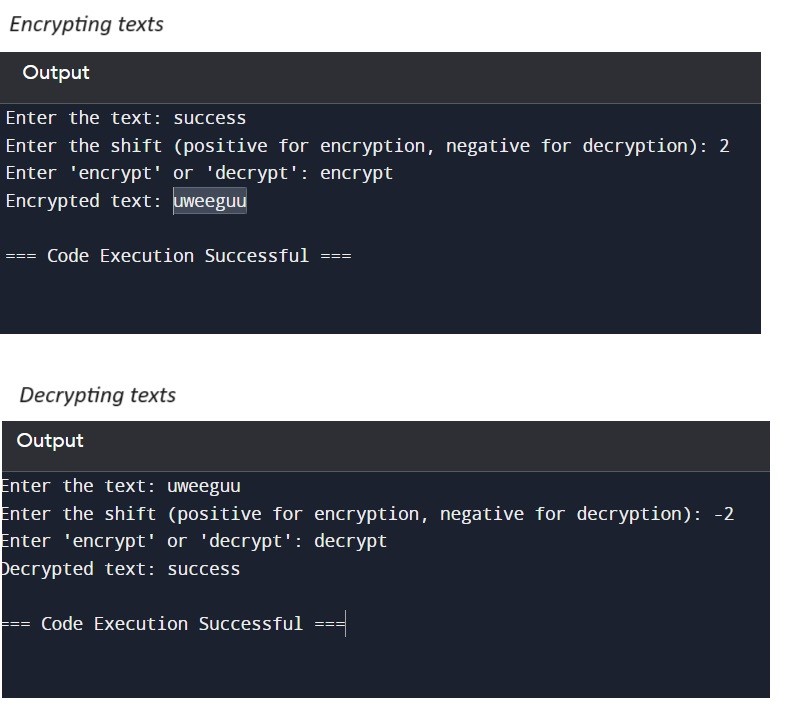 Encrypting texts
Output
Enter the text: success
Enter the shift (positive for encryption, negative for decryption): 2
Enter 'encrypt' or 'decrypt': encrypt
Encrypted text: uweeguu
=== Code Execution Successful ===
Decrypting texts
Output
Enter the text: uweeguu
Enter the shift (positive for encryption, negative for decryption): -2
Enter 'encrypt' or 'decrypt': decrypt
Decrypted text: success
=== Code Execution Successful ===